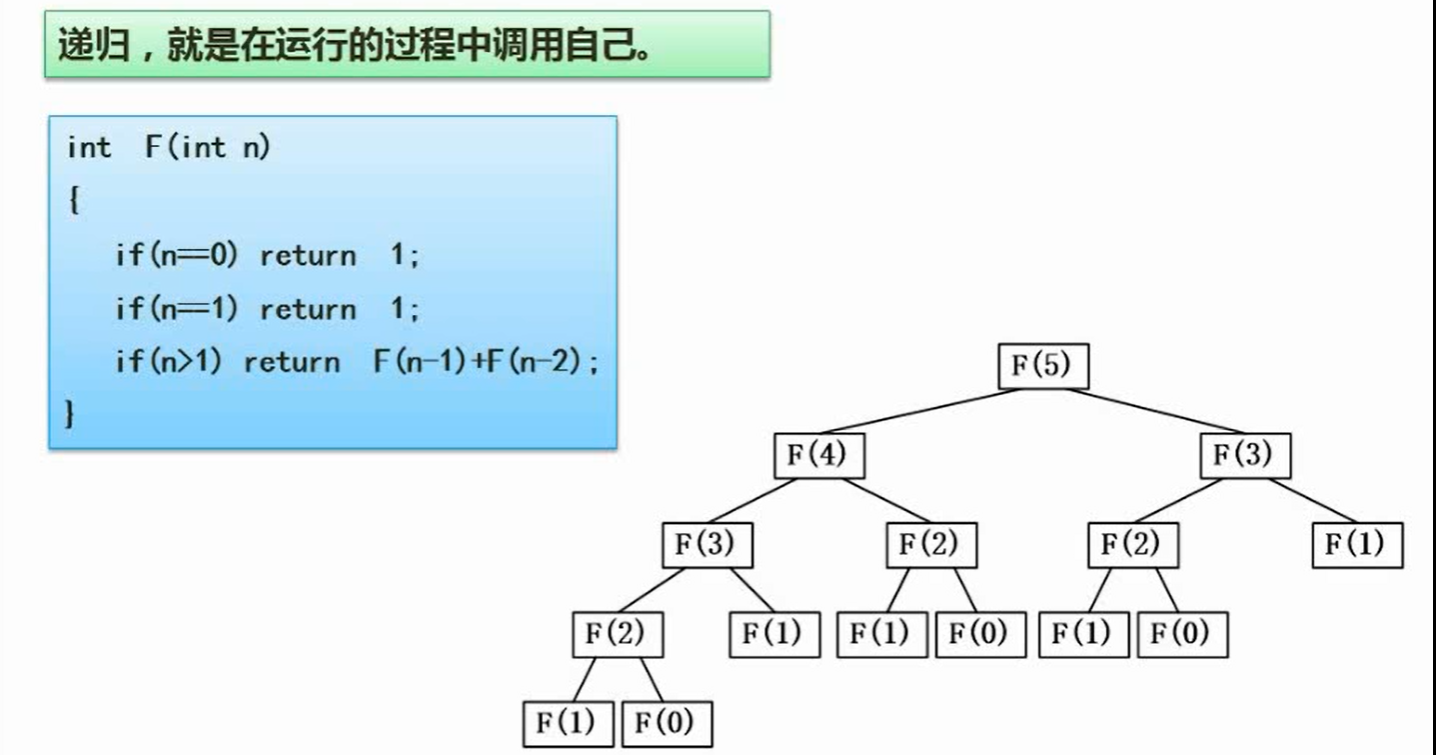 递归，就是在运行的过程中调用自己。
int F(int n)
{
if(n==0) return 1;
if(n==1) return 1;
if(n>1) return F(n-1)+F(n-2);
}
F(5)
F(4) F(3)
F(3) F(2) F(2) F(1)
F(2) F(1) F(1) F(0) F(1) F(0)
F(1) F(0)